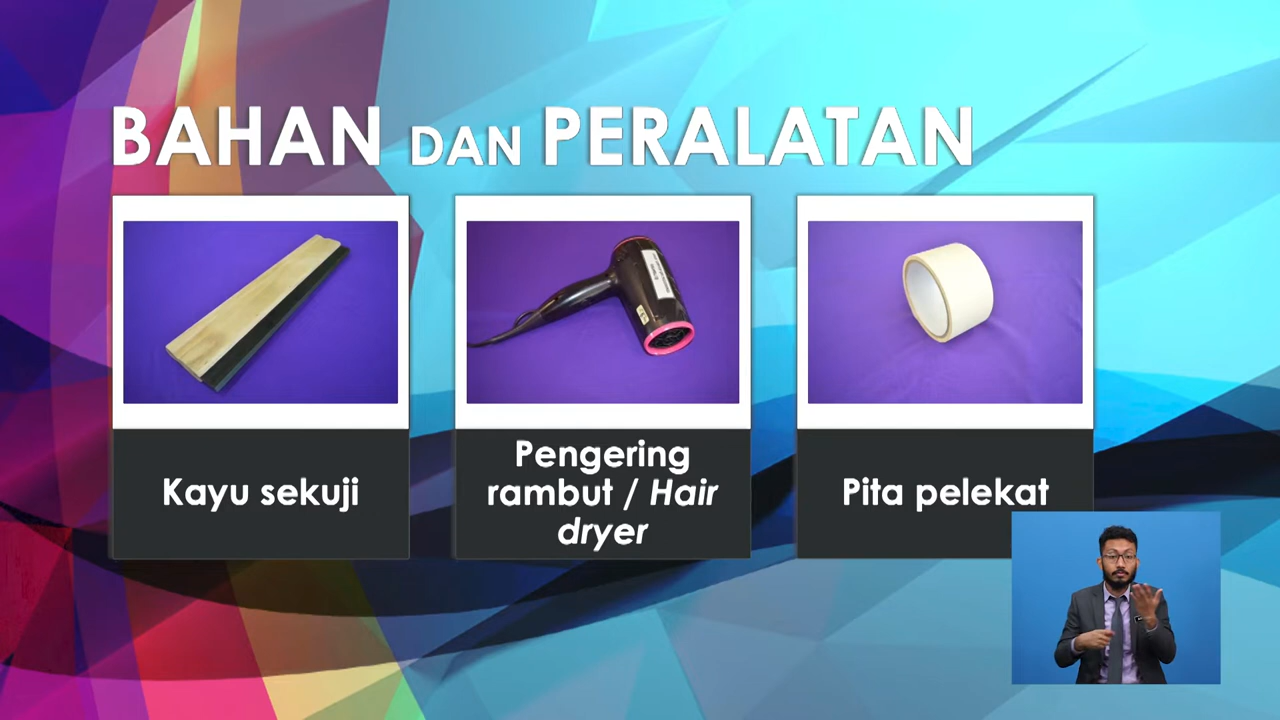 BAHAN DAN PERALATAN
Kayu sekuji
Pengering
rambut / Hair
dryer
Pita pelekat